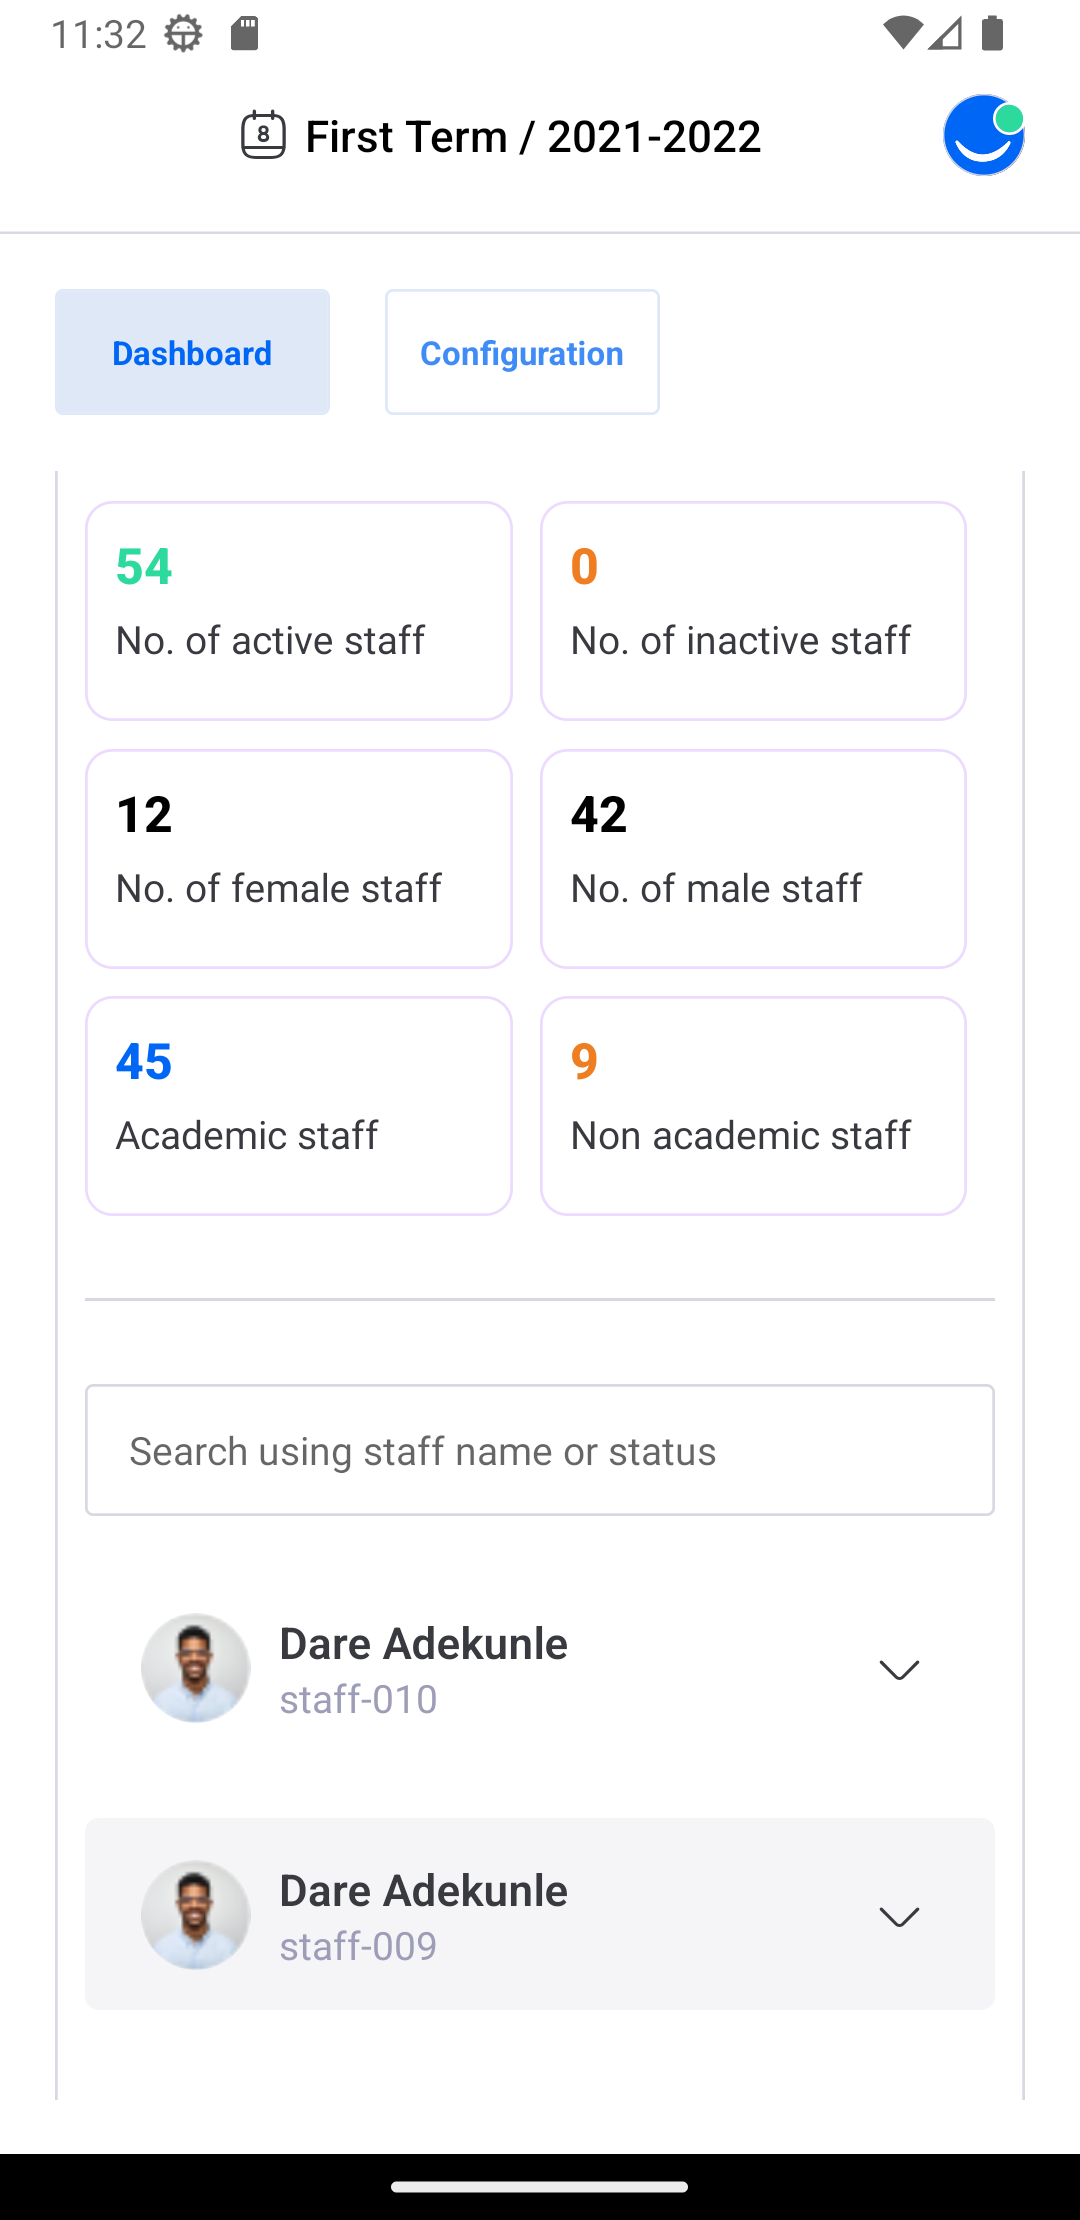 11:32
8 First Term / 2021-2022
Dashboard
Configuration
54
No. of active staff
0
No. of inactive staff
12
No. of female staff
42
No. of male staff
45
Academic staff
9
Non academic staff
Search using staff name or status
Dare Adekunle
staff-010
Dare Adekunle
staff-009